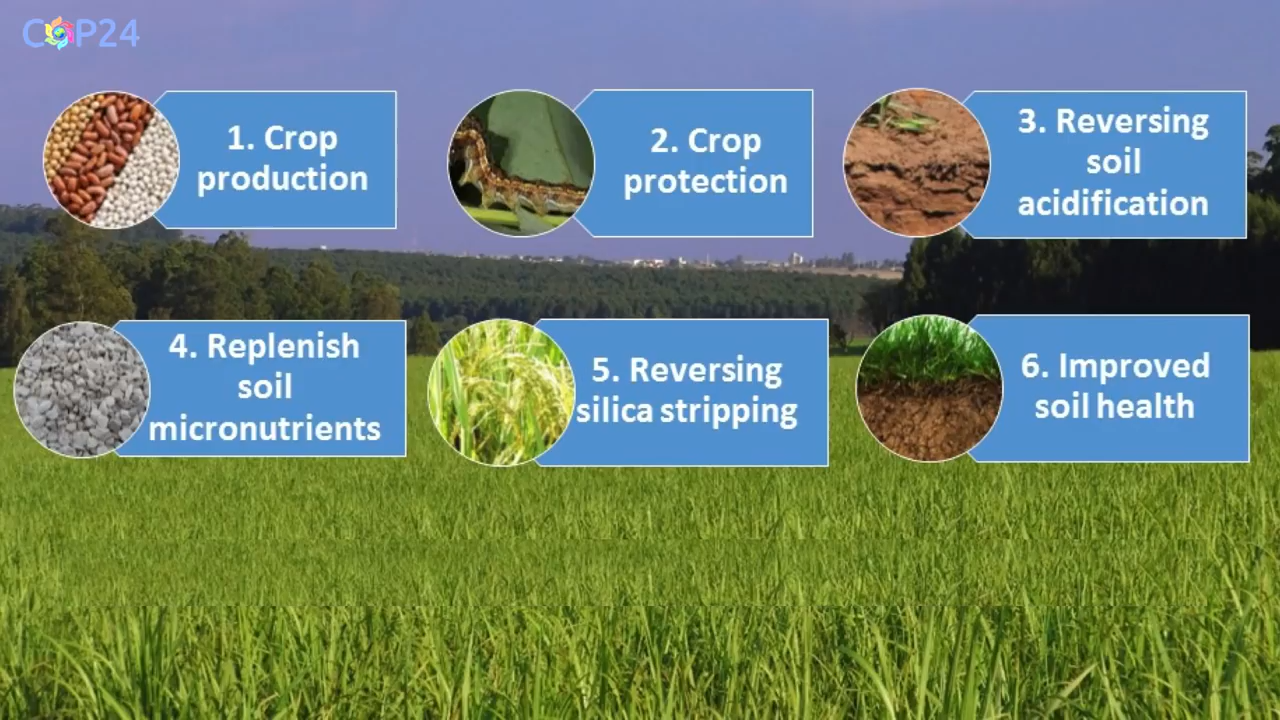 COP24
1. Crop
production
2. Crop
protection
3. Reversing
soil
acidification
4. Replenish
soil
micronutrients
5. Reversing
silica stripping
6. Improved
soil health